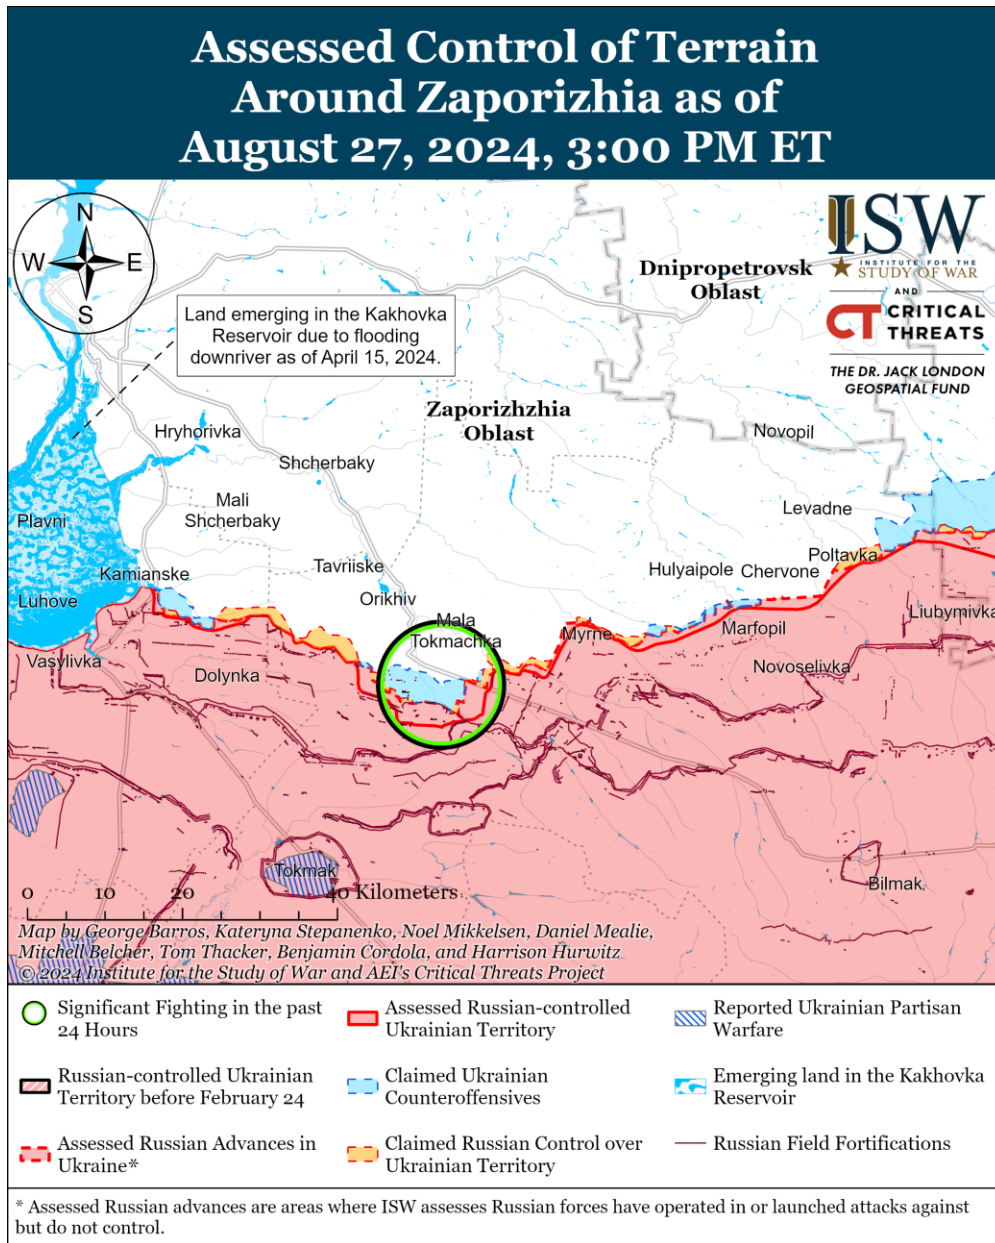 Assessed Control of Terrain
Around Zaporizhia as of
August 27, 2024, 3:00 PM ET
N
W
E
S
ISW
INSTITUTE FOR THE
STUDY OF WAR
AND
CT CRITICAL
THREATS
THE DR. JACK LONDON
GEOSPATIAL FUND
Dnipropetrovsk
Oblast
Land emerging in the Kakhovka
Reservoir due to flooding
downriver as of April 15, 2024.
Zaporizhzhia
Oblast
Hryhorivka
Novopil
Shcherbaky
Mali
Shcherbaky
Levadne
Plavni
Poltavka
Kamianske
Tavriiske
Hulyaipole
Chervone
Luhove
Orikhiv
Mala
Tokmachka
Liubymivka
Myrne
Marfopil
Vasylivka
Dolynka
Novoselivka
Tokmak
Bilmak
0 10 20 40 Kilometers
Map by George Barros, Kateryna Stepanenko, Noel Mikkelsen, Daniel Mealie,
Mitchell Belcher, Tom Thacker, Benjamin Cordola, and Harrison Hurwitz
© 2024 Institute for the Study of War and AEI's Critical Threats Project
Significant Fighting in the past
24 Hours
Assessed Russian-controlled
Ukrainian Territory
Reported Ukrainian Partisan
Warfare
Russian-controlled Ukrainian
Territory before February 24
Claimed Ukrainian
Counteroffensives
Emerging land in the Kakhovka
Reservoir
Assessed Russian Advances in
Ukraine*
Claimed Russian Control over
Ukrainian Territory
Russian Field Fortifications
* Assessed Russian advances are areas where ISW assesses Russian forces have operated in or launched attacks against
but do not control.